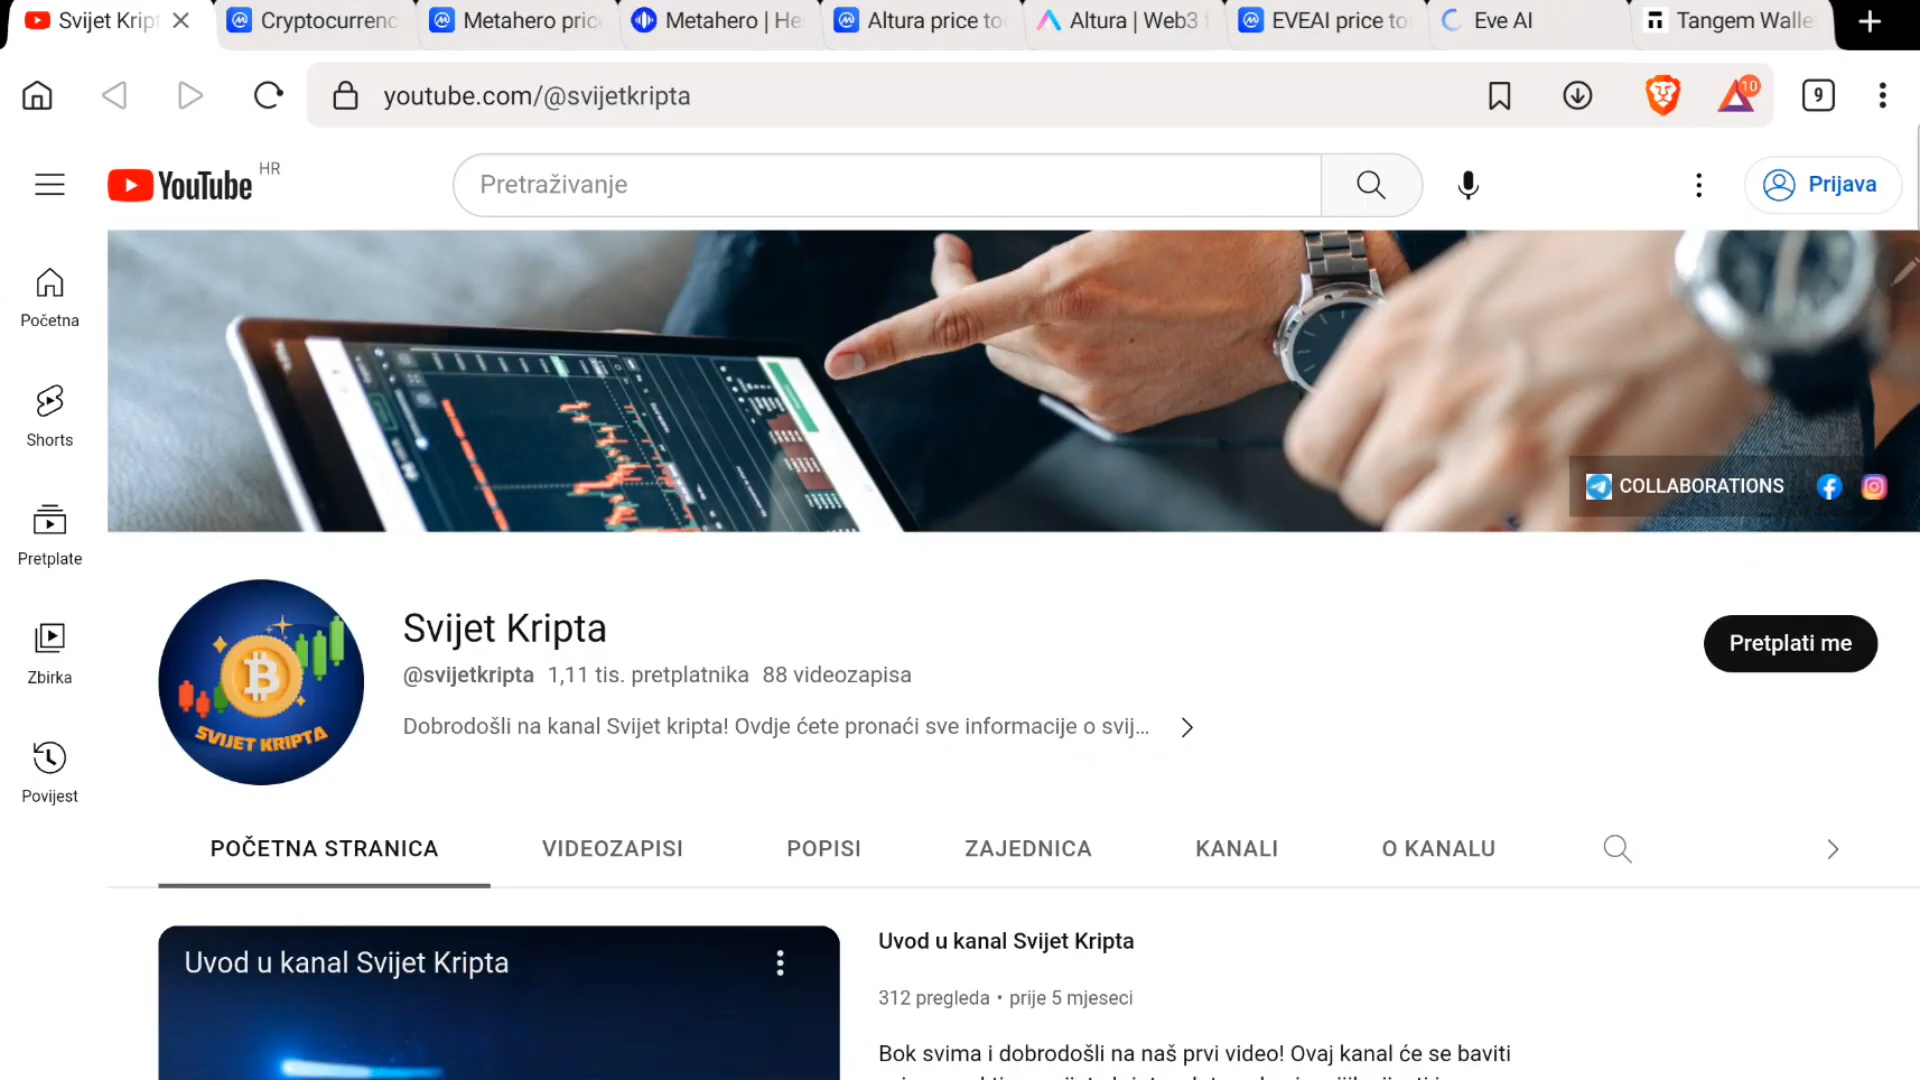 Svijet Krip
Cryptocurrenc
Metahero pric
Metahero | He
Altura price to
Altura | Web3
EVEAI price to
Eve AI
Tangem Walle
youtube.com/@svijetkripta
10
9
YouTube HR
Pretraživanje
Prijava
Početna
Shorts
Pretplate
Zbirka
Povijest
COLLABORATIONS
SVIJET KRIPTA
Svijet Kripta
@svijetkripta 1,11 tis. pretplatnika 88 videozapisa
Dobrodošli na kanal Svijet kripta! Ovdje ćete pronaći sve informacije o svij...
Pretplati me
POČETNA STRANICA
VIDEOZAPISI
POPISI
ZAJEDNICA
KANALI
O KANALU
Uvod u kanal Svijet Kripta
Uvod u kanal Svijet Kripta
312 pregleda • prije 5 mjeseci
Bok svima i dobrodošli na naš prvi video! Ovaj kanal će se baviti